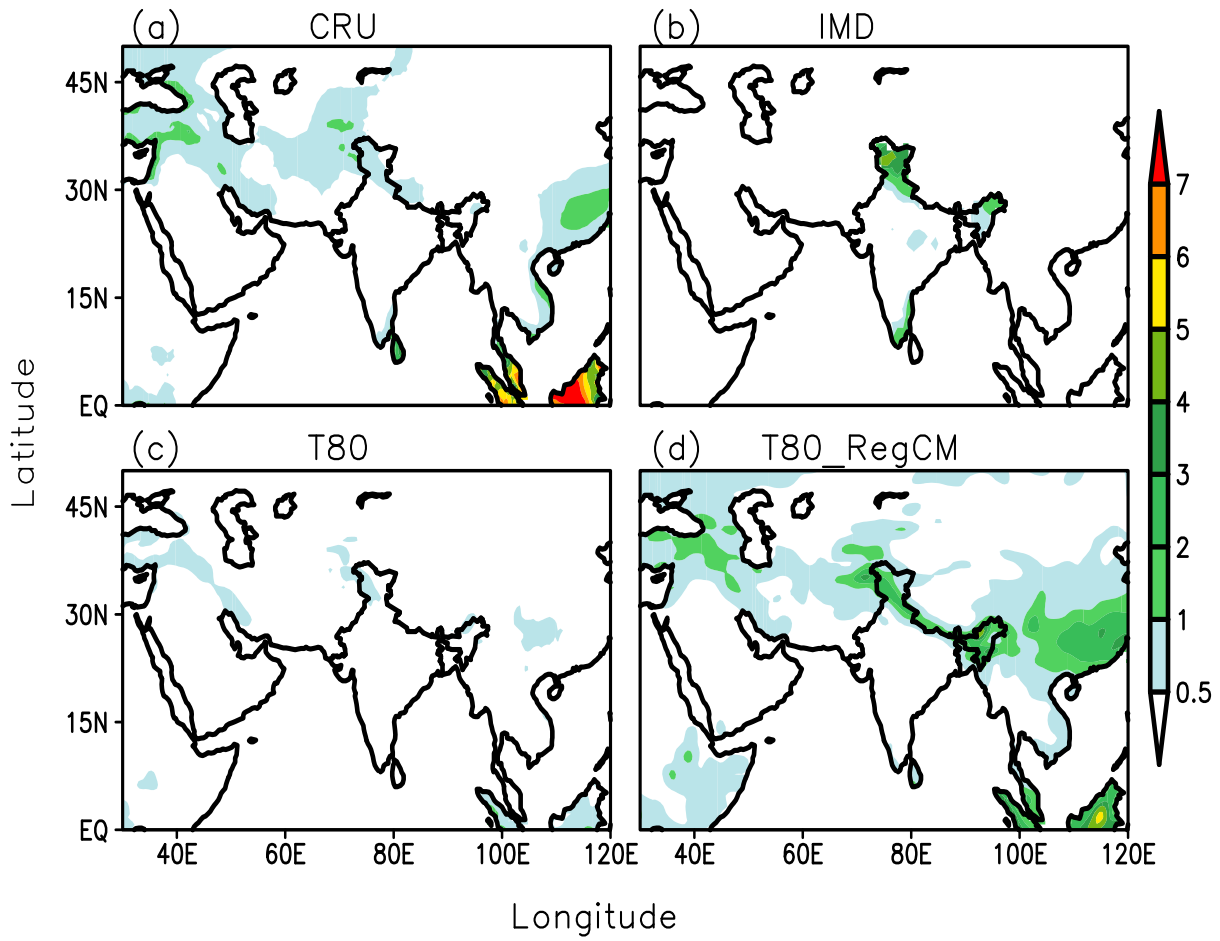 (a) CRU
(b) IMD
45N
30N
15N
EQ
7
6
5
4
3
2
1
0.5
Latitude
(c) T80
(d) T80_RegCM
45N
30N
15N
EQ
40E 60E 80E 100E 120E
40E 60E 80E 100E 120E
Longitude